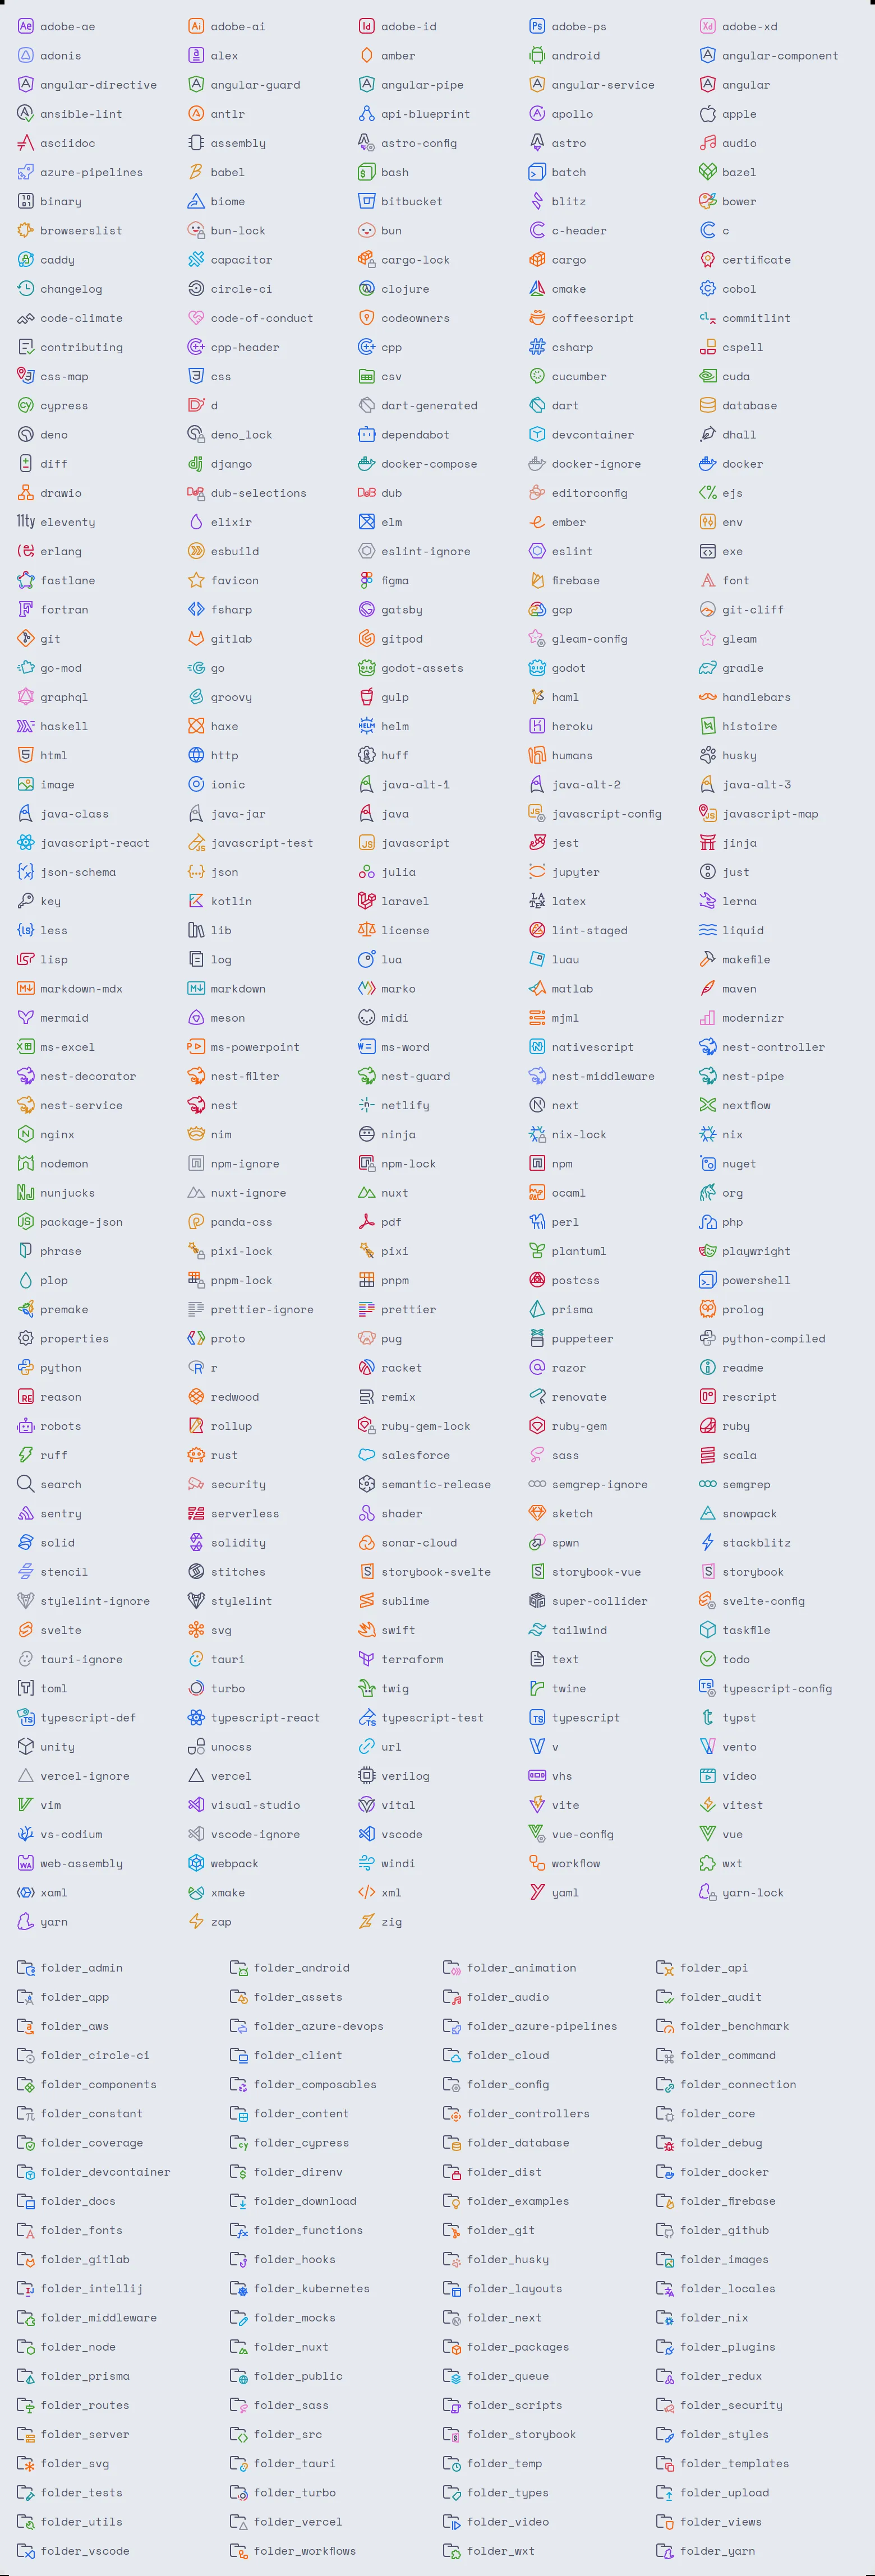 adobe-ae adobe-ai adobe-id adobe-ps adobe-xd
adonis alex amber android angular-component
angular-directive angular-guard angular-pipe angular-service angular
ansible-lint antlr api-blueprint apollo apple
asciidoc assembly astro-config astro audio
azure-pipelines babel bash batch bazel
binary biome bitbucket blitz bower
browserslist bun-lock bun c-header c
caddy capacitor cargo-lock cargo certificate
changelog circle-ci clojure cmake cobol
code-climate code-of-conduct codeowners coffeescript commitlint
contributing cpp-header cpp csharp cspell
css-map css csv cucumber cuda
cypress d dart-generated dart database
deno deno_lock dependabot devcontainer dhall
diff django docker-compose docker-ignore docker
drawio dub-selections dub editorconfig ejs
eleventy elixir elm ember env
erlang esbuild eslint-ignore eslint exe
fastlane favicon figma firebase font
fortran fsharp gatsby gcp git-cliff
git gitlab gitpod gleam-config gleam
go-mod go godot-assets godot gradle
graphql groovy gulp haml handlebars
haskell haxe helm heroku histoire
html http huff humans husky
image ionic java-alt-1 java-alt-2 java-alt-3
java-class java-jar java javascript-config javascript-map
javascript-react javascript-test javascript jest jinja
json-schema json julia jupyter just
key kotlin laravel latex lerna
less lib license lint-staged liquid
lisp log lua luau makefile
markdown-mdx markdown marko matlab maven
mermaid meson midi mjml modernizr
ms-excel ms-powerpoint ms-word nativescript nest-controller
nest-decorator nest-filter nest-guard nest-middleware nest-pipe
nest-service nest netlify next nextflow
nginx nim ninja nix-lock nix
nodemon npm-ignore npm-lock npm nuget
nunjucks nuxt-ignore nuxt ocaml org
package-json panda-css pdf perl php
phrase pixi-lock pixi plantuml playwright
plop pnpm-lock pnpm postcss powershell
premake prettier-ignore prettier prisma prolog
properties proto pug puppeteer python-compiled
python r racket razor readme
reason redwood remix renovate rescript
robots rollup ruby-gem-lock ruby-gem ruby
ruff rust salesforce sass scala
search security semantic-release semgrep-ignore semgrep
sentry serverless shader sketch snowpack
solid solidity sonar-cloud spwn stackblitz
stencil stitches storybook-svelte storybook-vue storybook
stylelint-ignore stylelint sublime super-collider svelte-config
svelte svg swift tailwind taskfile
tauri-ignore tauri terraform text todo
toml turbo twig twine typescript-config
typescript-def typescript-react typescript-test typescript typst
unity unocss url v vento
vercel-ignore vercel verilog vhs video
vim visual-studio vital vite vitest
vs-codium vscode-ignore vscode vue-config vue
web-assembly webpack windi workflow wxt
xaml xmake xml yaml yarn-lock
yarn zap zig
folder_admin folder_android folder_animation folder_api
folder_app folder_assets folder_audio folder_audit
folder_aws folder_azure-devops folder_azure-pipelines folder_benchmark
folder_circle-ci folder_client folder_cloud folder_command
folder_components folder_composables folder_config folder_connection
folder_constant folder_content folder_controllers folder_core
folder_coverage folder_cypress folder_database folder_debug
folder_devcontainer folder_direnv folder_dist folder_docker
folder_docs folder_download folder_examples folder_firebase
folder_fonts folder_functions folder_git folder_github
folder_gitlab folder_hooks folder_husky folder_images
folder_intellij folder_kubernetes folder_layouts folder_locales
folder_middleware folder_mocks folder_next folder_nix
folder_node folder_nuxt folder_packages folder_plugins
folder_prisma folder_public folder_queue folder_redux
folder_routes folder_sass folder_scripts folder_security
folder_server folder_src folder_storybook folder_styles
folder_svg folder_tauri folder_temp folder_templates
folder_tests folder_turbo folder_types folder_upload
folder_utils folder_vercel folder_video folder_views
folder_vscode folder_workflows folder_wxt folder_yarn